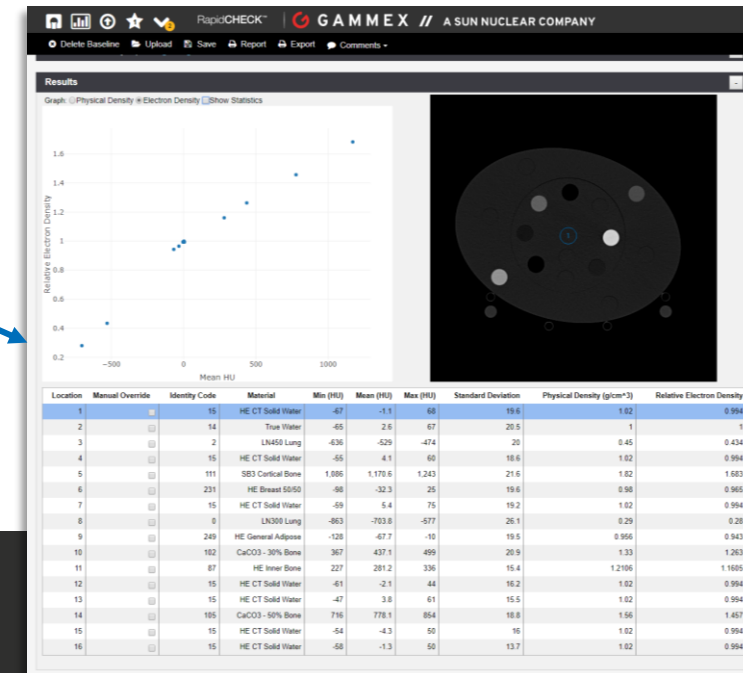 RapidCHECK™ GAMMEX // A SUN NUCLEAR COMPANY
2
Delete Baseline Upload Save Report Export Comments
Results
Graph: Physical Density Electron Density Show Statistics
1.6
1.4
1.2
1
0.8
0.6
0.4
0.2
Relative Electron Density
−500 0 500 1000
Mean HU
1
Location Manual Override Identity Code Material Min (HU) Mean (HU) Max (HU) Standard Deviation Physical Density (g/cm^3) Relative Electron Density
1 15 HE CT Solid Water -67 -1.1 68 19.6 1.02 0.994
2 14 True Water -65 2.6 67 20.5 1 1
3 2 LN450 Lung -636 -529 -474 20 0.45 0.434
4 15 HE CT Solid Water -55 4.1 60 18.6 1.02 0.994
5 111 SB3 Cortical Bone 1,086 1,170.6 1,243 21.6 1.82 1.683
6 231 HE Breast 50/50 -98 -32.3 25 19.6 0.98 0.965
7 15 HE CT Solid Water -59 5.4 75 19.2 1.02 0.994
8 0 LN300 Lung -863 -703.8 -577 26.1 0.29 0.28
9 249 HE General Adipose -128 -67.7 -10 19.5 0.956 0.943
10 102 CaCO3 - 30% Bone 367 437.1 499 20.9 1.33 1.263
11 87 HE Inner Bone 227 281.2 336 15.4 1.2106 1.1605
12 15 HE CT Solid Water -61 -2.1 44 16.2 1.02 0.994
13 15 HE CT Solid Water -47 3.8 61 15.5 1.02 0.994
14 105 CaCO3 - 50% Bone 716 778.1 854 18.8 1.56 1.457
15 15 HE CT Solid Water -54 -4.3 50 16 1.02 0.994
16 15 HE CT Solid Water -58 -1.3 50 13.7 1.02 0.994